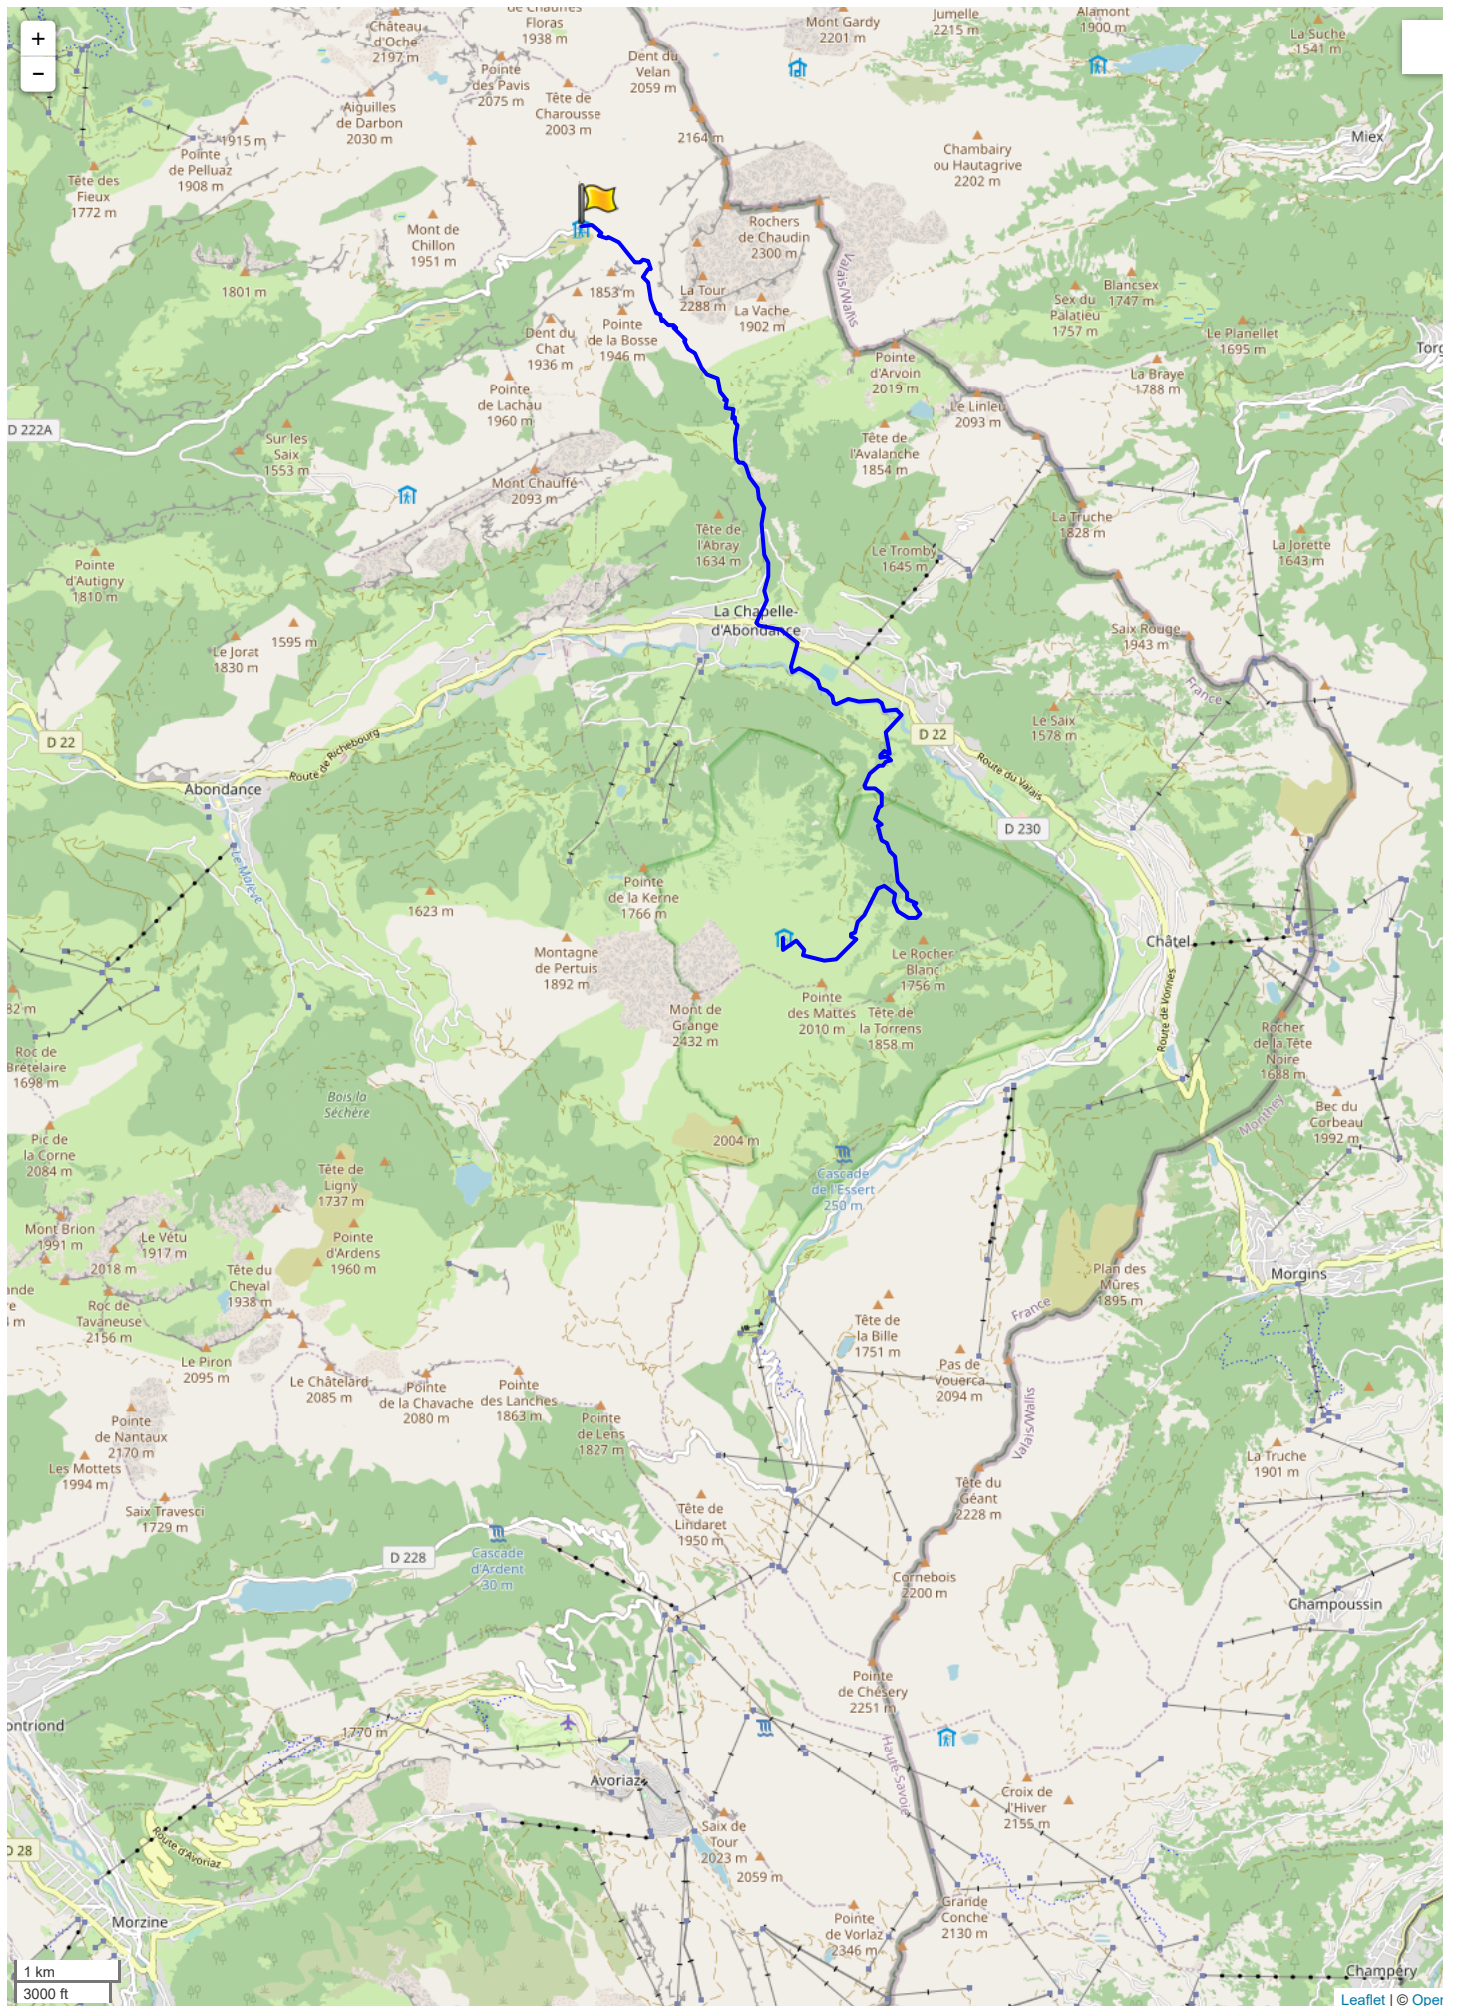 de Chauffes
Floras
1938 m
Château
d'Oche
2197 m
Mont Gardy
2201 m
Jumelle
2215 m
Alamont
1900 m
La Suche
1541 m
+
−
Pointe
des Pavis
2075 m
Dent du
Velan
2059 m
Tête de
Charousse
2003 m
Aiguilles
de Darbon
2030 m
1915 m
Pointe
de Pelluaz
1908 m
2164 m
Chambairy
ou Hautagrive
2202 m
Miex
Tête des
Fieux
1772 m
Mont de
Chillon
1951 m
Rochers
de Chaudin
2300 m
Valais/Wallis
1801 m
1853 m
La Tour
2288 m
La Vache
1902 m
Blancsex
1747 m
Sex du
Palatieu
1757 m
Dent du
Chat
1936 m
Pointe
de la Bosse
1946 m
Le Planellet
1695 m
Torg
Pointe
d'Arvoin
2019 m
La Braye
1788 m
Pointe
de Lachau
1960 m
Le Linleu
2093 m
D 222A
Sur les
Saix
1553 m
Tête de
l'Avalanche
1854 m
Mont Chauffé
2093 m
La Truche
1828 m
Tête de
l'Abray
1634 m
Le Tromby
1645 m
La Jorette
1643 m
Pointe
d'Autigny
1810 m
La Chapelle-
d'Abondance
1595 m
Le Jorat
1830 m
Saix Rouge
1943 m
France
Le Saix
1578 m
D 22
D 22
Route de Richebourg
Route du Valais
Abondance
D 230
Le Malève
Pointe
de la Kerne
1766 m
1623 m
Montagne
de Pertuis
1892 m
Le Rocher
Blanc
1756 m
Châtel
Route de Vonnes
82 m
Mont de
Grange
2432 m
Pointe
des Mattes
2010 m
Tête de
la Torrens
1858 m
Rocher
de la Tête
Noire
1688 m
Roc de
Brételaire
1698 m
Bois la
Séchère
Monthey
Bec du
Corbeau
1992 m
Pic de
la Corne
2084 m
2004 m
Cascade
de l'Essert
250 m
Tête de
Ligny
1737 m
Mont Brion
1991 m
Le Vétu
1917 m
2018 m
Pointe
d'Ardens
1960 m
Tête du
Cheval
1938 m
Plan des
Mûres
1895 m
Morgins
France
Roc de
Tavaneuse
2156 m
Tête de
la Bille
1751 m
Le Piron
2095 m
Le Châtelard
2085 m
Pointe
de la Chavache
2080 m
Pointe
des Lanches
1863 m
Pas de
Vouerca
2094 m
Pointe
de Lens
1827 m
Valais/Wallis
Pointe
de Nantaux
2170 m
Les Mottets
1994 m
La Truche
1901 m
Tête du
Géant
2228 m
Saix Travesci
1729 m
Tête de
Lindaret
1950 m
D 228
Cascade
d'Ardent
30 m
Cornebois
2200 m
Champoussin
Pointe
de Chésery
2251 m
ontriond
1770 m
Haute-Savoie
Avoriaz
Croix de
l'Hiver
2155 m
Saix de
Tour
2023 m
D 28
Route d'Avoriaz
2059 m
Morzine
Grande
Conche
2130 m
Pointe
de Vorlaz
2346 m
Champéry
1 km
3000 ft
Leaflet | © Oper